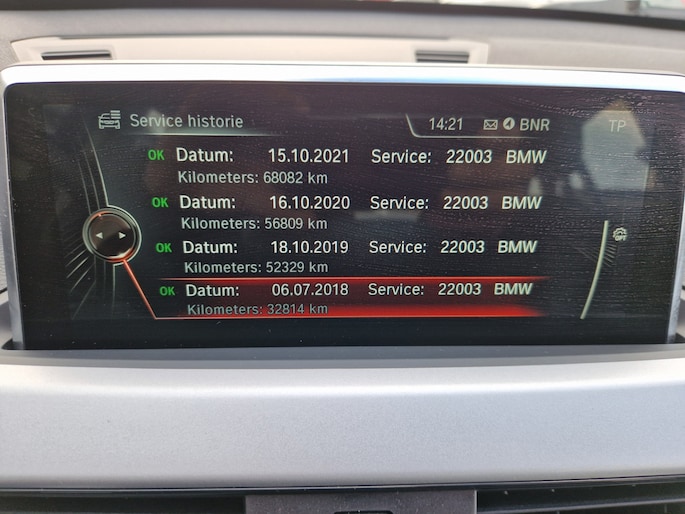 Service historie 14:21 BNR TP
OK Datum: 15.10.2021 Service: 22003 BMW
Kilometers: 68082 km
OK Datum: 16.10.2020 Service: 22003 BMW
Kilometers: 56809 km
OK Datum: 18.10.2019 Service: 22003 BMW
Kilometers: 52329 km
OK Datum: 06.07.2018 Service: 22003 BMW
Kilometers: 32814 km